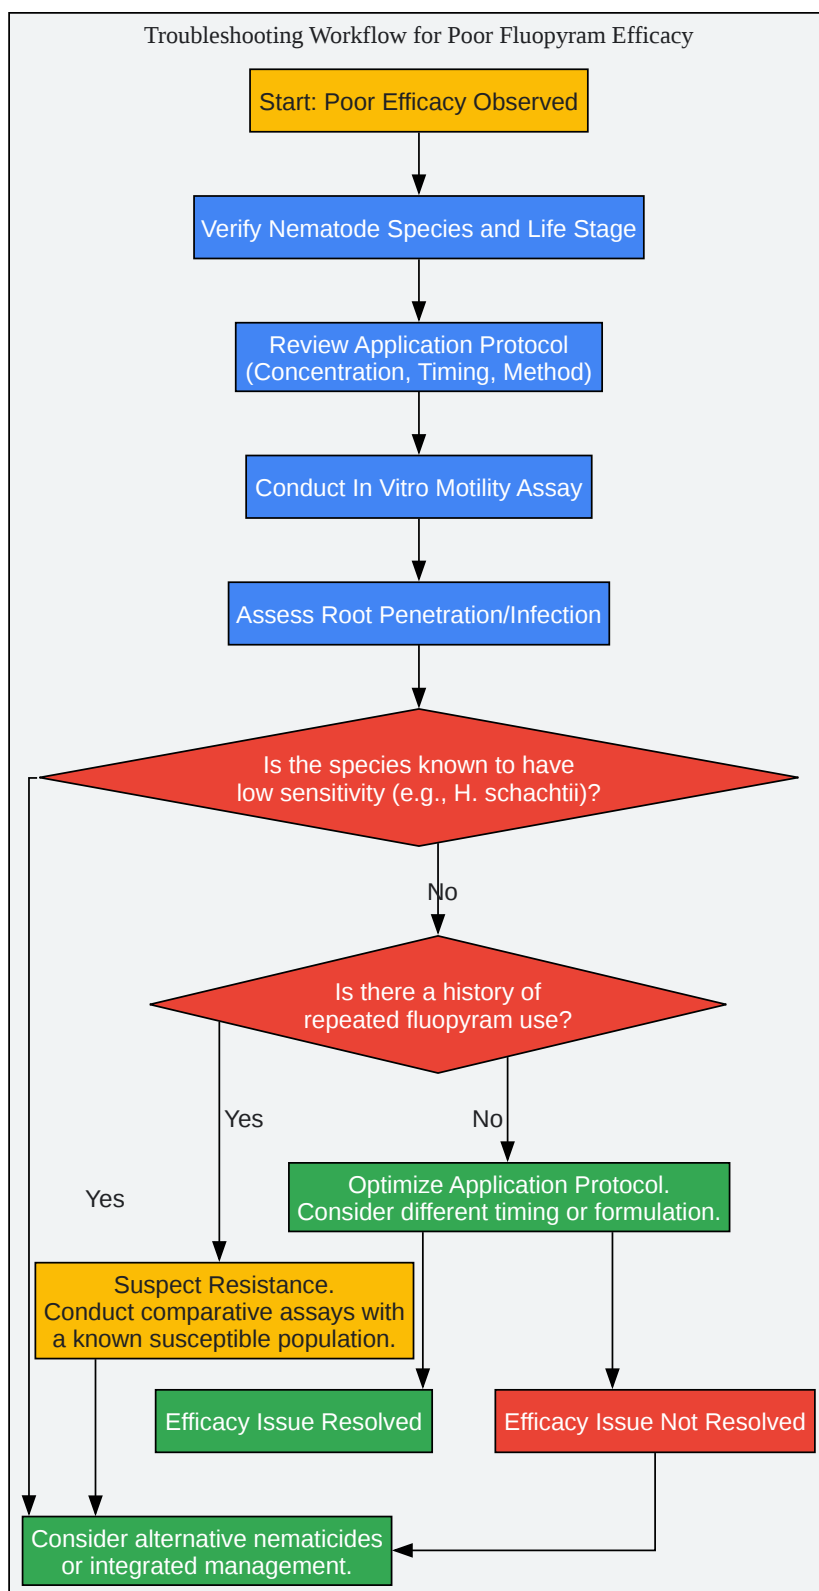 Troubleshooting Workflow for Poor Fluopyram Efficacy
Start: Poor Efficacy Observed
Verify Nematode Species and Life Stage
Review Application Protocol
(Concentration, Timing, Method)
Conduct In Vitro Motility Assay
Assess Root Penetration/Infection
Is the species known to have
low sensitivity (e.g., H. schachtii)?
No
Is there a history of
repeated fluopyram use?
Yes
No
Optimize Application Protocol.
Consider different timing or formulation.
Yes
Suspect Resistance.
Conduct comparative assays with
a known susceptible population.
Efficacy Issue Resolved
Efficacy Issue Not Resolved
Consider alternative nematicides
or integrated management.